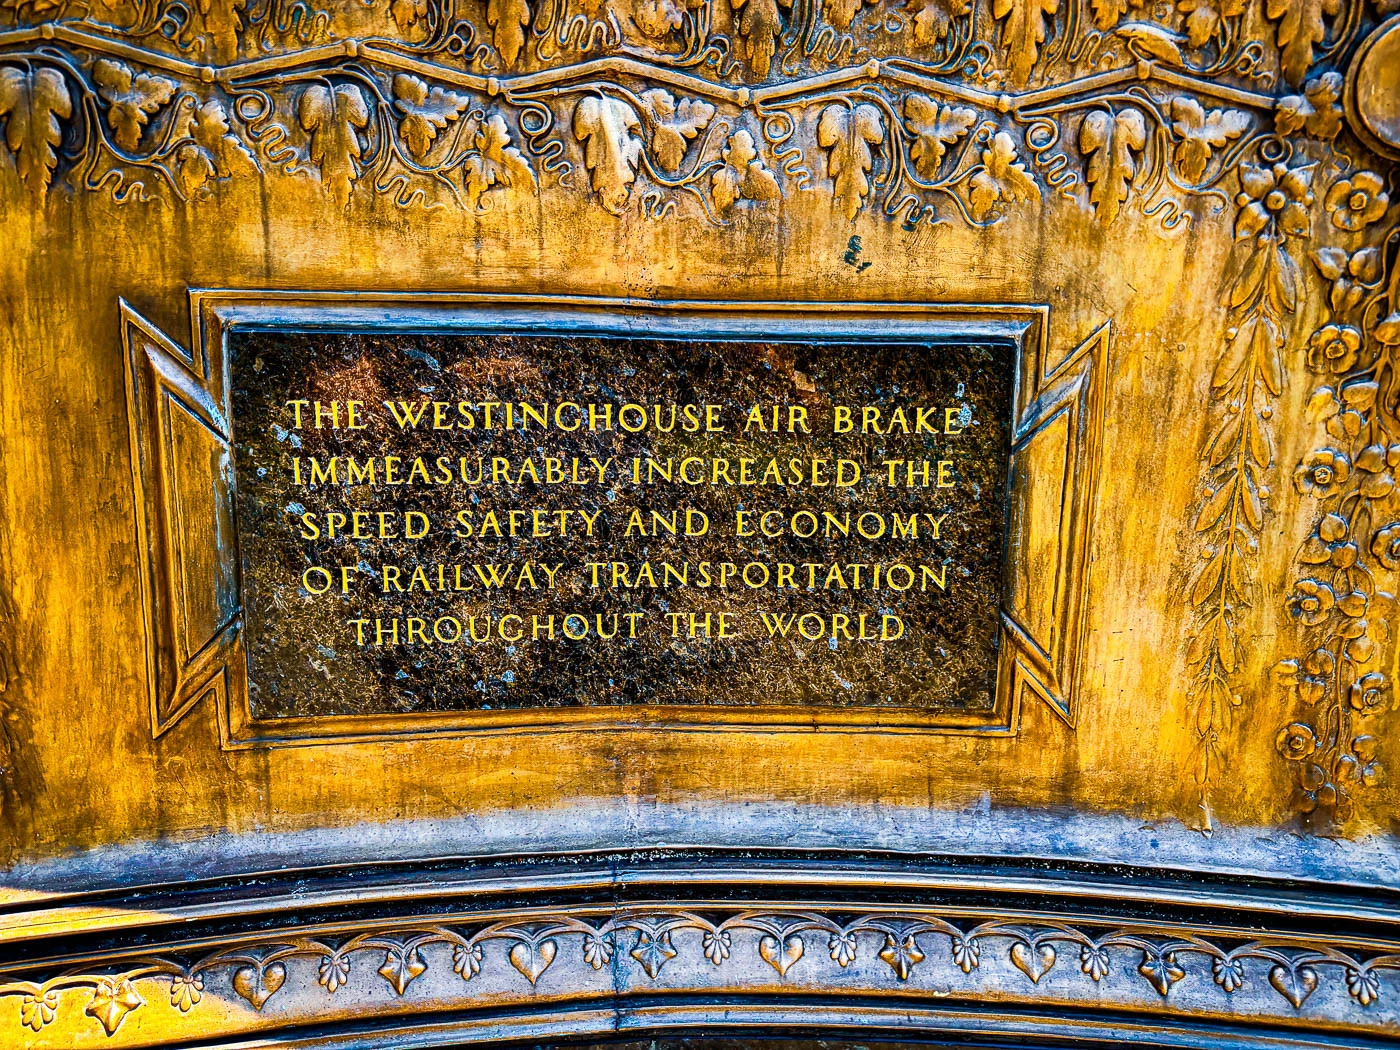 THE WESTINGHOUSE AIR BRAKE
IMMEASURABLY INCREASED THE
SPEED SAFETY AND ECONOMY
OF RAILWAY TRANSPORTATION
THROUGHOUT THE WORLD